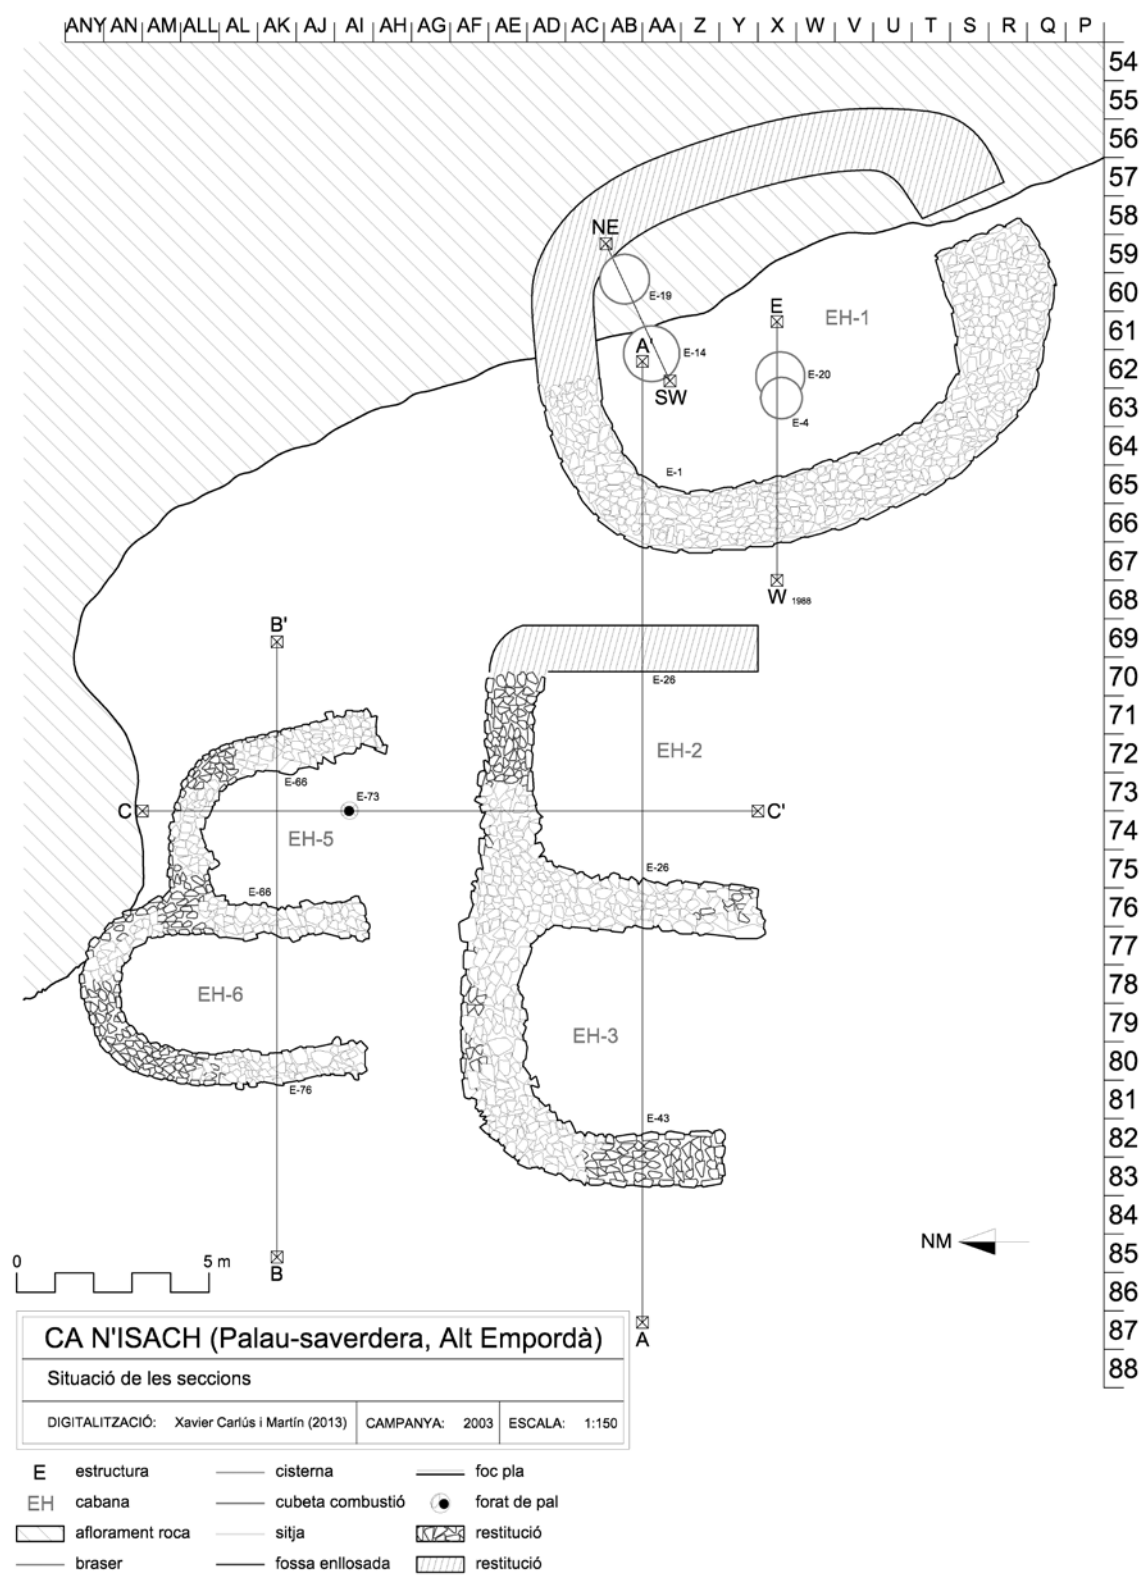 ANY AN AM ALL AL AK AJ AI AH AG AF AE AD AC AB AA Z Y X W V U T S R Q P
54
55
56
57
58
59
60
61
62
63
64
65
66
67
68
69
70
71
72
73
74
75
76
77
78
79
80
81
82
83
84
85
86
87
88
NE
E-19
E
EH-1
A'
E-14
SW
E-20
E-4
E-1
W 1988
B'
E-26
EH-2
E-66
E-73
C
C'
EH-5
E-26
E-66
EH-6
EH-3
E-76
E-43
NM
B
A
0 5 m
CA N'ISACH (Palau-saverdera, Alt Empordà)
Situació de les seccions
DIGITALITZACIÓ: Xavier Carlús i Martín (2013) CAMPANYA: 2003 ESCALA: 1:150
E estructura cisterna foc pla
EH cabana cubeta combustió forat de pal
aflorament roca sitja restitució
braser fossa enllosada restitució